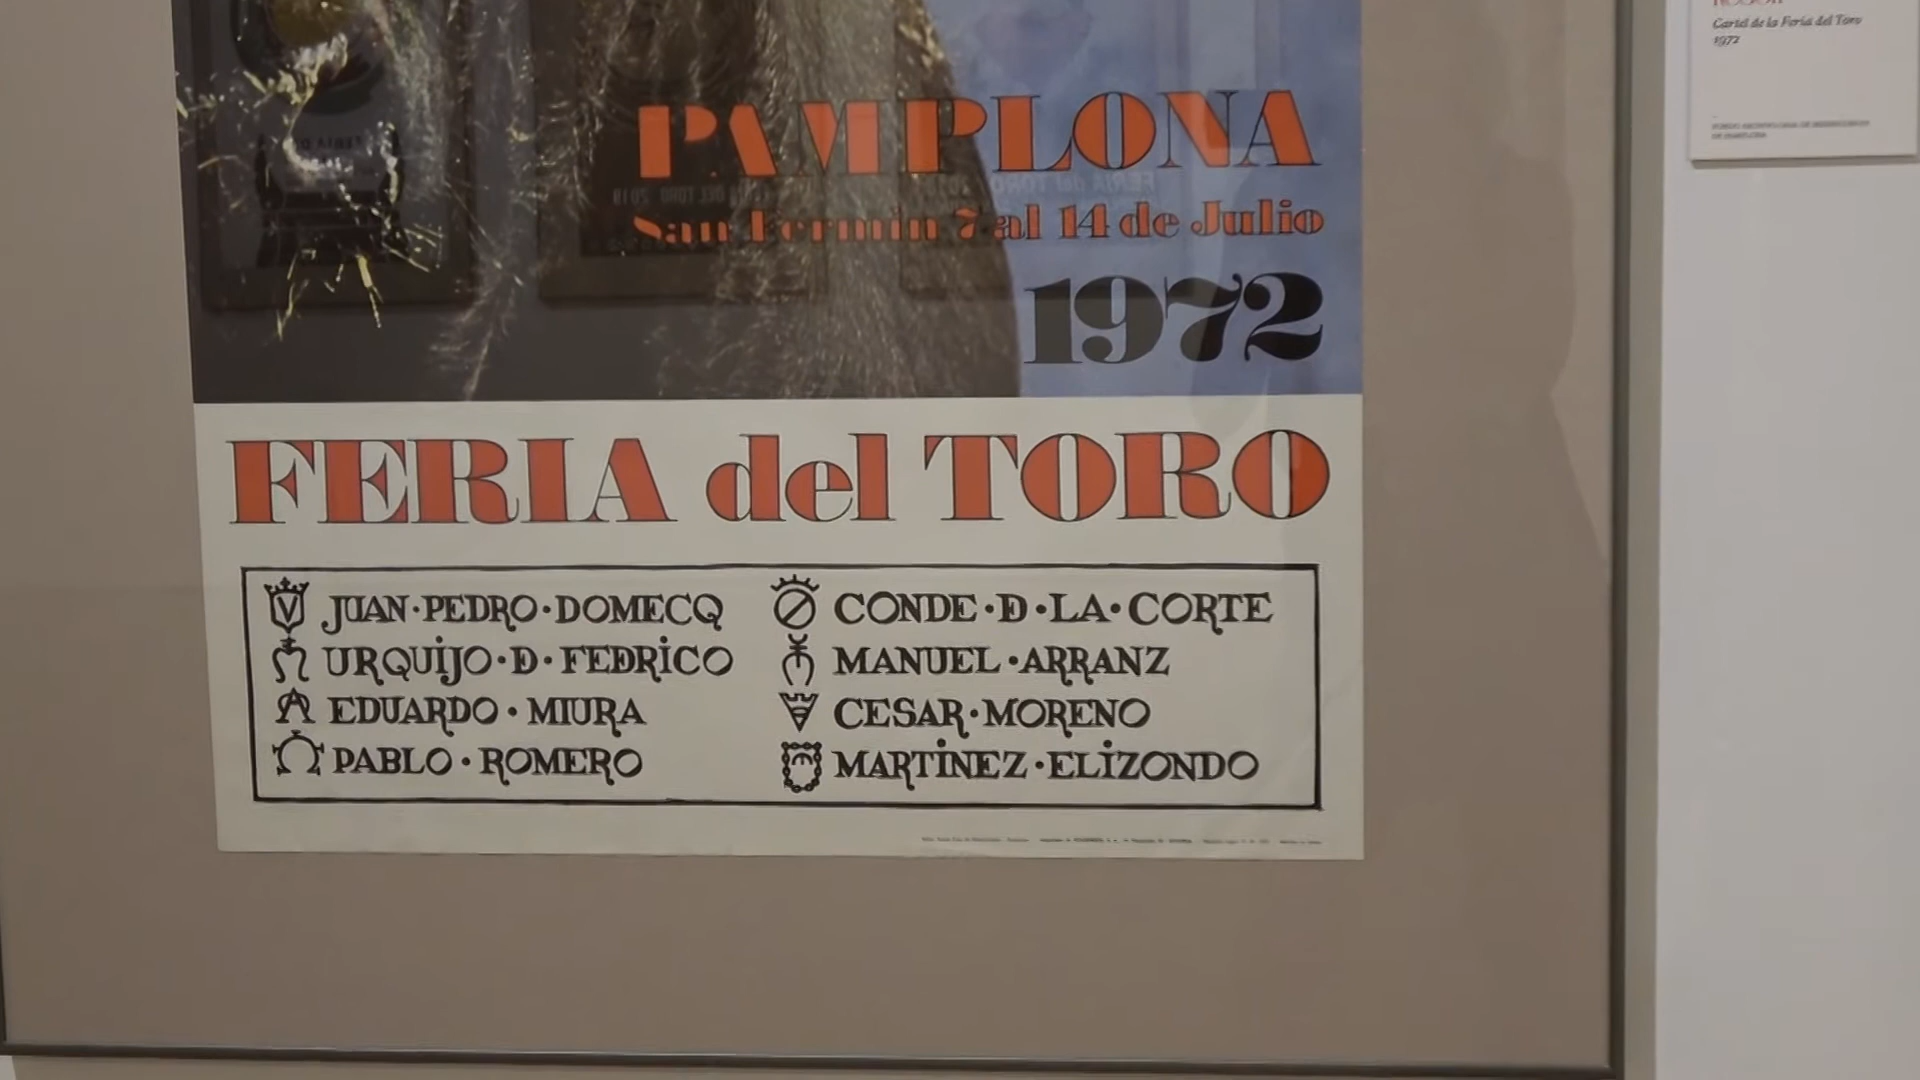 PAMPLONA
San Fermín 7 al 14 de Julio
1972
FERIA del TORO
JUAN·PEDRO·DOMECQ
URQUIJO·D·FEDRICO
EDUARDO·MIURA
PABLO·ROMERO
CONDE·D·LA·CORTE
MANUEL·ARRANZ
CESAR·MORENO
MARTINEZ·ELIZONDO
Cartel de la Feria del Toro
1972